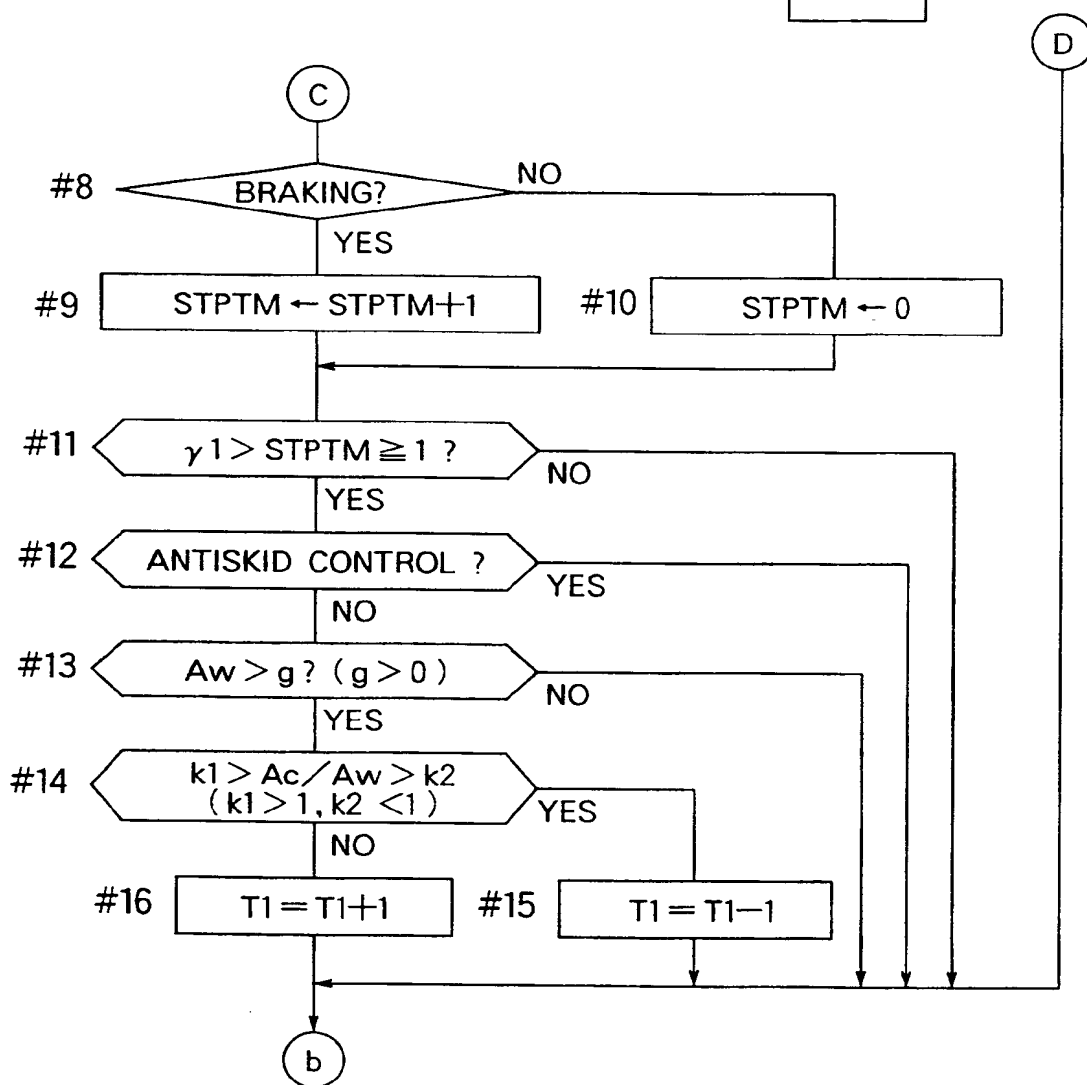 D
C
#8 BRAKING? NO
YES
#9 STPTM ← STPTM+1 #10 STPTM ← 0
#11 γ1 > STPTM ≧ 1 ?
NO
YES
#12 ANTISKID CONTROL ?
YES
NO
#13 Aw > g? (g > 0)
NO
YES
#14 k1 > Ac/Aw > k2
(k1 > 1, k2 < 1)
YES
NO
#16 T1 = T1+1 #15 T1 = T1−1
b